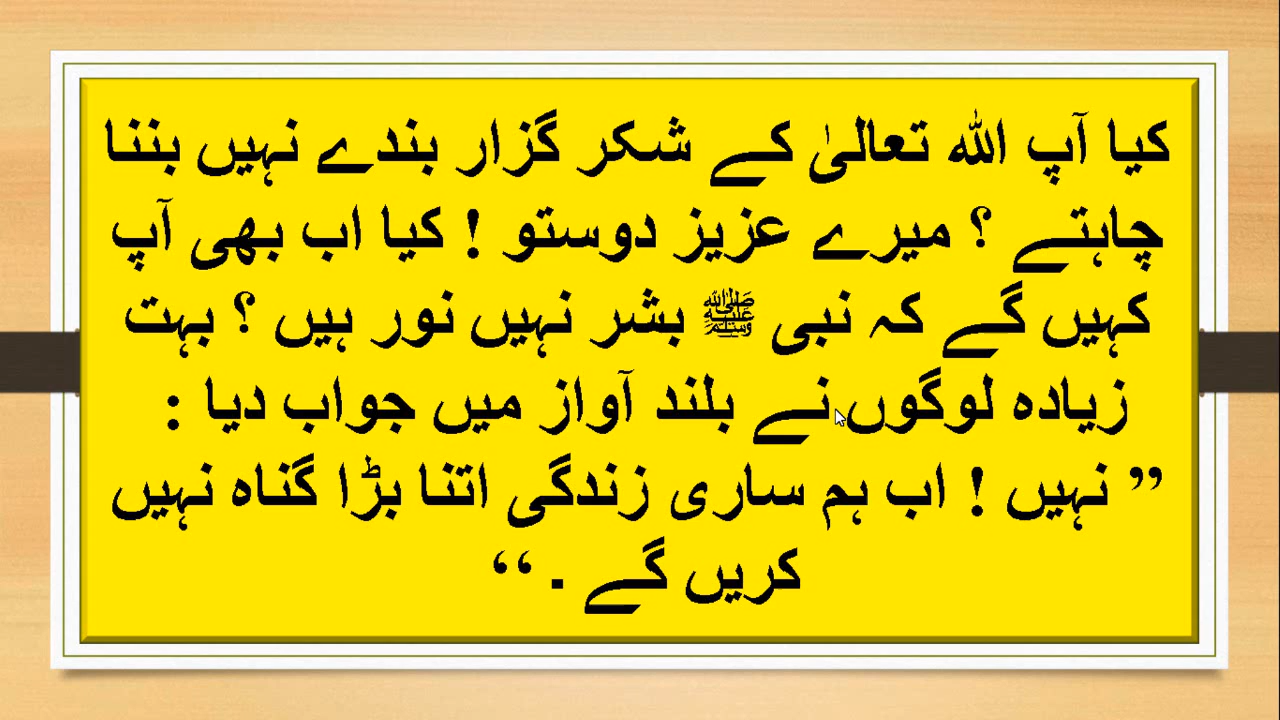 کیا آپ اللہ تعالیٰ کے شکر گزار بندے نہیں بننا
چاہتے ؟ میرے عزیز دوستو ! کیا اب بھی آپ
کہیں گے کہ نبی ﷺ بشر نہیں نور ہیں ؟ بہت
زیادہ لوگوں نے بلند آواز میں جواب دیا :
” نہیں ! اب ہم ساری زندگی اتنا بڑا گناہ نہیں
کریں گے ۔ “